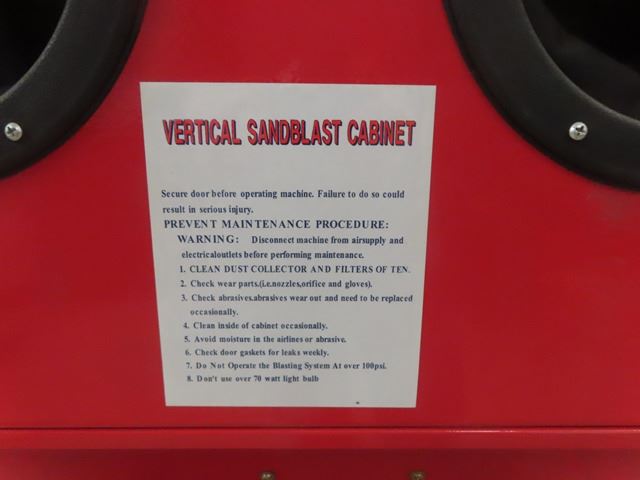 VERTICAL SANDBLAST CABINET
Secure door before operating machine. Failure to do so could
result in serious injury.
PREVENT MAINTENANCE PROCEDURE:
WARNING: Disconnect machine from airsupply and
electricaloutlets before performing maintenance.
1. CLEAN DUST COLLECTOR AND FILTERS OF TEN.
2. Check wear parts.(i.e.nozzles,orifice and gloves).
3. Check abrasives.abrasives wear out and need to be replaced
occasionally.
4. Clean inside of cabinet occasionally.
5. Avoid moisture in the airlines or abrasive.
6. Check door gaskets for leaks weekly.
7. Do Not Operate the Blasting System At over 100psi.
8. Don't use over 70 watt light bulb